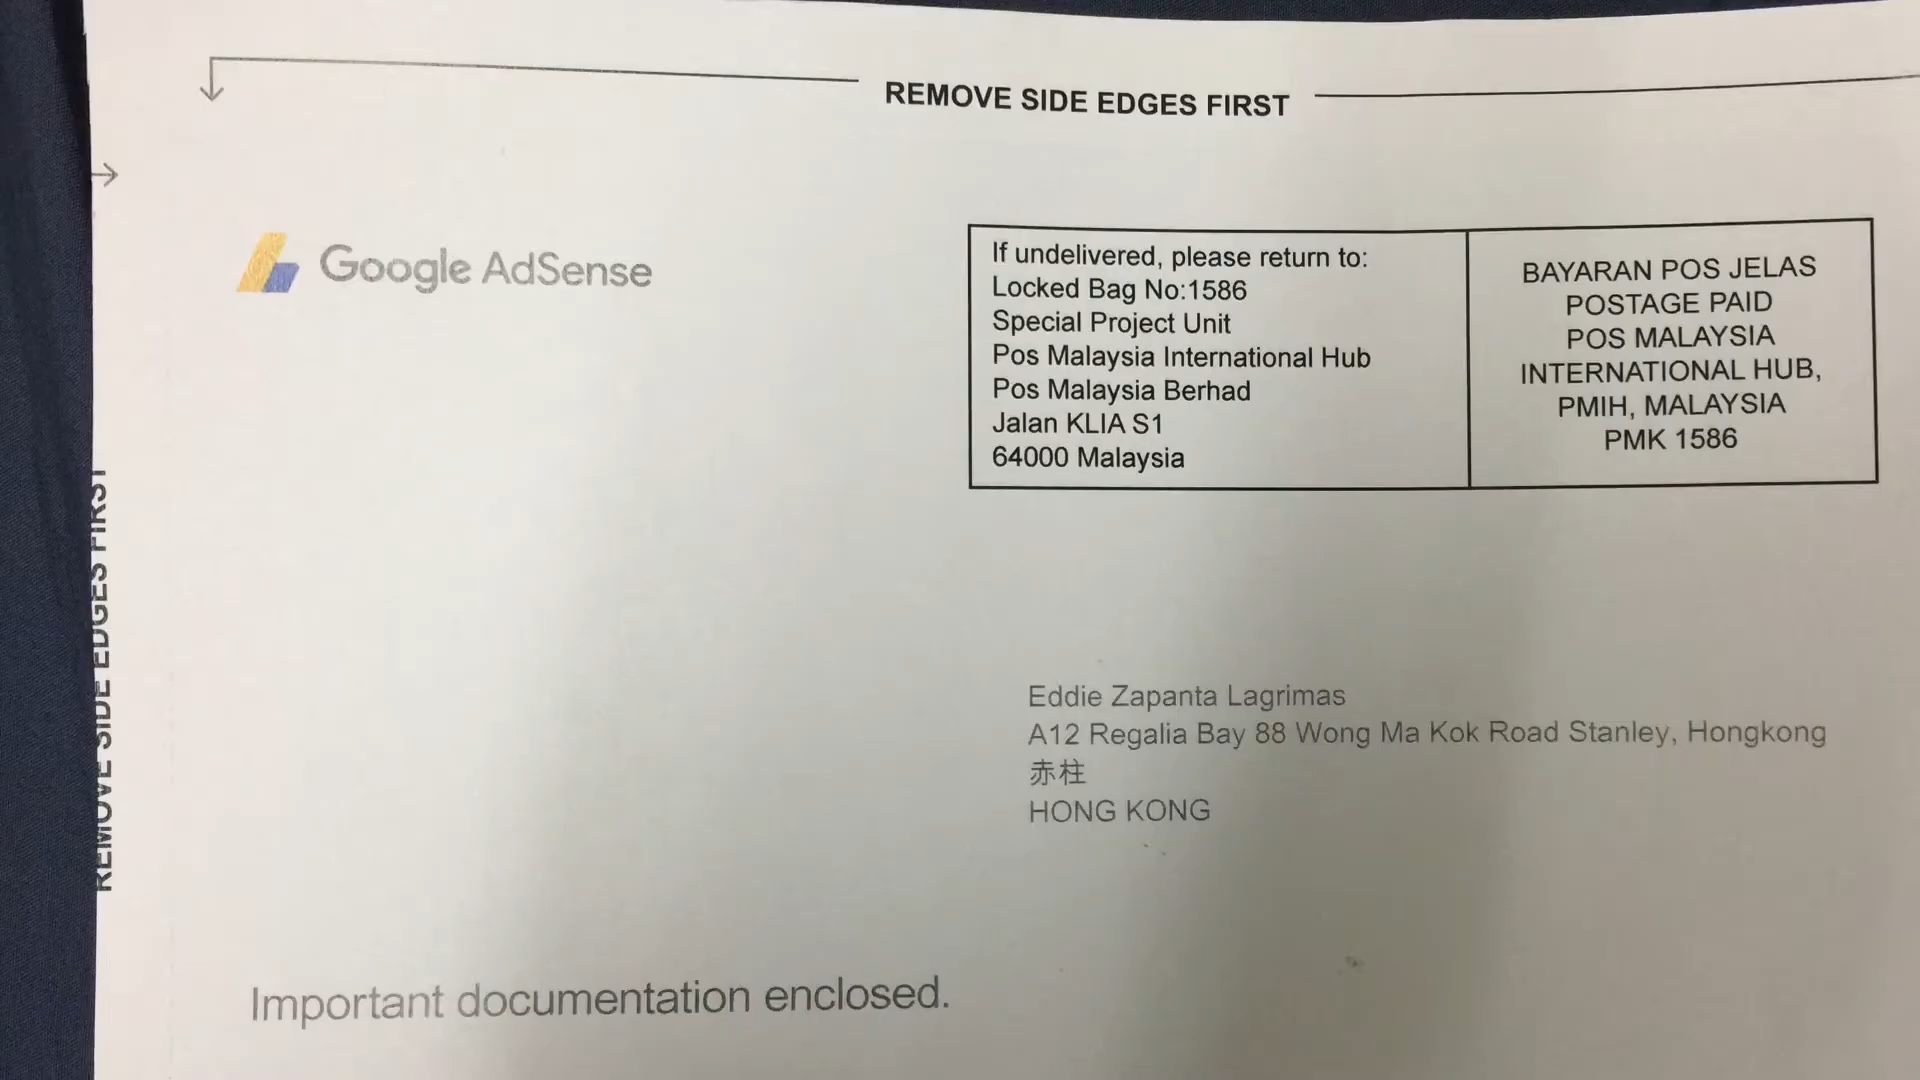 REMOVE SIDE EDGES FIRST
Google AdSense
If undelivered, please return to:
Locked Bag No:1586
Special Project Unit
Pos Malaysia International Hub
Pos Malaysia Berhad
Jalan KLIA S1
64000 Malaysia
BAYARAN POS JELAS
POSTAGE PAID
POS MALAYSIA
INTERNATIONAL HUB,
PMIH, MALAYSIA
PMK 1586
REMOVE SIDE EDGES FIRST
Eddie Zapanta Lagrimas
A12 Regalia Bay 88 Wong Ma Kok Road Stanley, Hongkong
赤柱
HONG KONG
Important documentation enclosed.